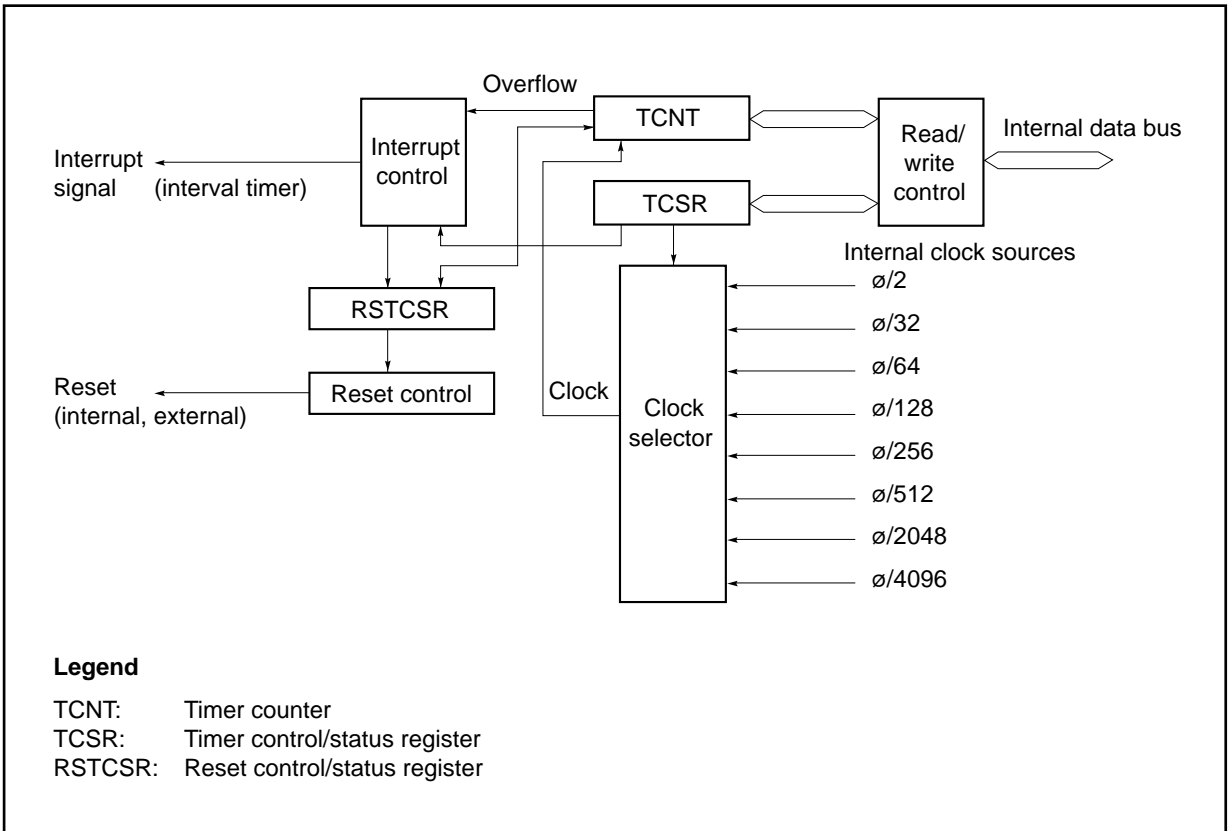 Overflow
TCNT
Interrupt
control
Read/
write
control
Internal data bus
Interrupt
signal (interval timer)
TCSR
Internal clock sources
ø/2
RSTCSR
ø/32
ø/64
Reset
(internal, external)
Reset control
Clock
Clock
selector
ø/128
ø/256
ø/512
ø/2048
ø/4096
Legend
TCNT: Timer counter
TCSR: Timer control/status register
RSTCSR: Reset control/status register